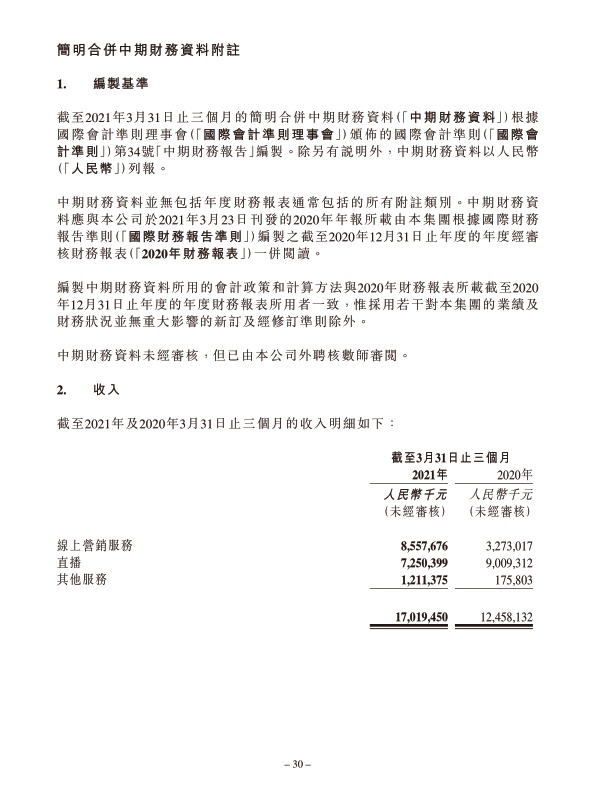 簡明合併中期財務資料附註
1. 編製基準
截至2021年3月31日止三個月的簡明合併中期財務資料(「中期財務資料」)根據
國際會計準則理事會(「國際會計準則理事會」)頒佈的國際會計準則(「國際會
計準則」)第34號「中期財務報告」編製。除另有說明外，中期財務資料以人民幣
(「人民幣」)列報。
中期財務資料並無包括年度財務報表通常包括的所有附註類別。中期財務資
料應與本公司於2021年3月23日刊發的2020年年報所載由本集團根據國際財務
報告準則(「國際財務報告準則」)編製之截至2020年12月31日止年度的年度經審
核財務報表(「2020年財務報表」)一併閱讀。
編製中期財務資料所用的會計政策和計算方法與2020年財務報表所載截至2020
年12月31日止年度的年度財務報表所用者一致，惟採用若干對本集團的業績及
財務狀況並無重大影響的新訂及經修訂準則除外。
中期財務資料未經審核，但已由本公司外聘核數師審閱。
2. 收入
截至2021年及2020年3月31日止三個月的收入明細如下：
截至3月31日止三個月
2021年 2020年
人民幣千元 人民幣千元
(未經審核) (未經審核)
線上營銷服務 8,557,676 3,273,017
直播 7,250,399 9,009,312
其他服務 1,211,375 175,803
17,019,450 12,458,132
– 30 –